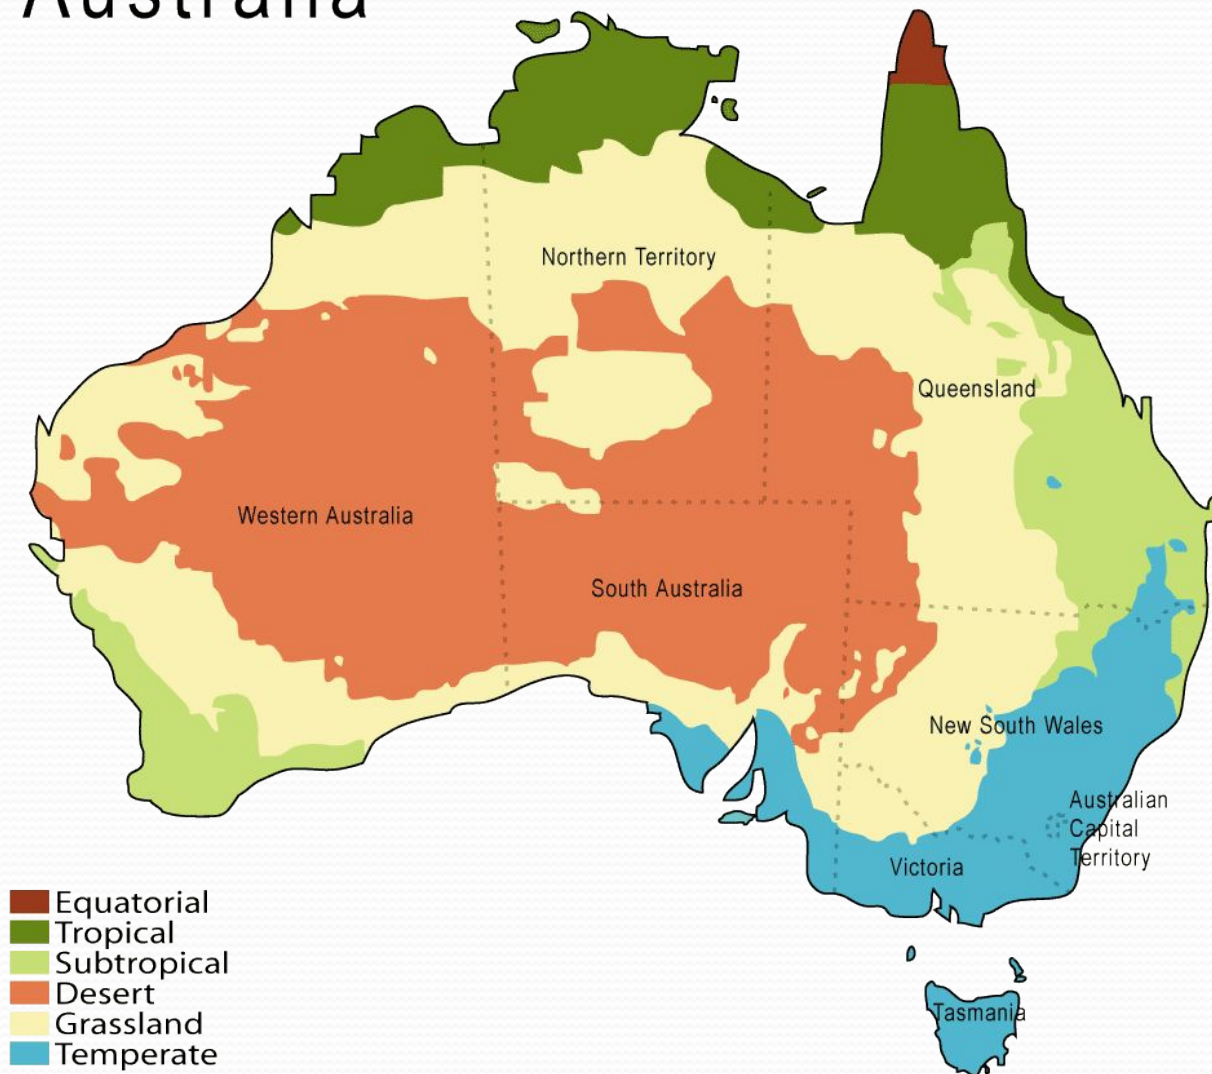 Australia
Northern Territory
Queensland
Western Australia
South Australia
New South Wales
Australian
Capital
Territory
Victoria
Tasmania
Equatorial
Tropical
Subtropical
Desert
Grassland
Temperate